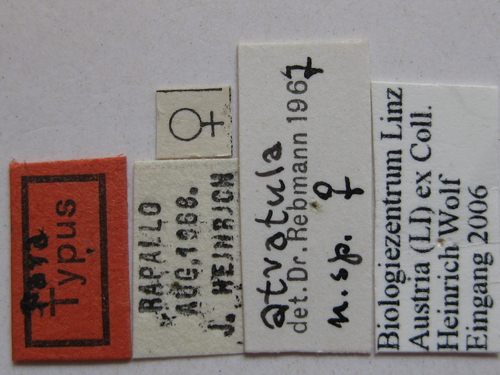 Para
Typus
♀
RAPALLO
AUG. 1966.
J. HEINRICH
atratula
det. Dr. Rebmann 1967
n. sp. ♀
Biologiezentrum Linz
Austria (LI) ex Coll.
Heinrich Wolf
Eingang 2006